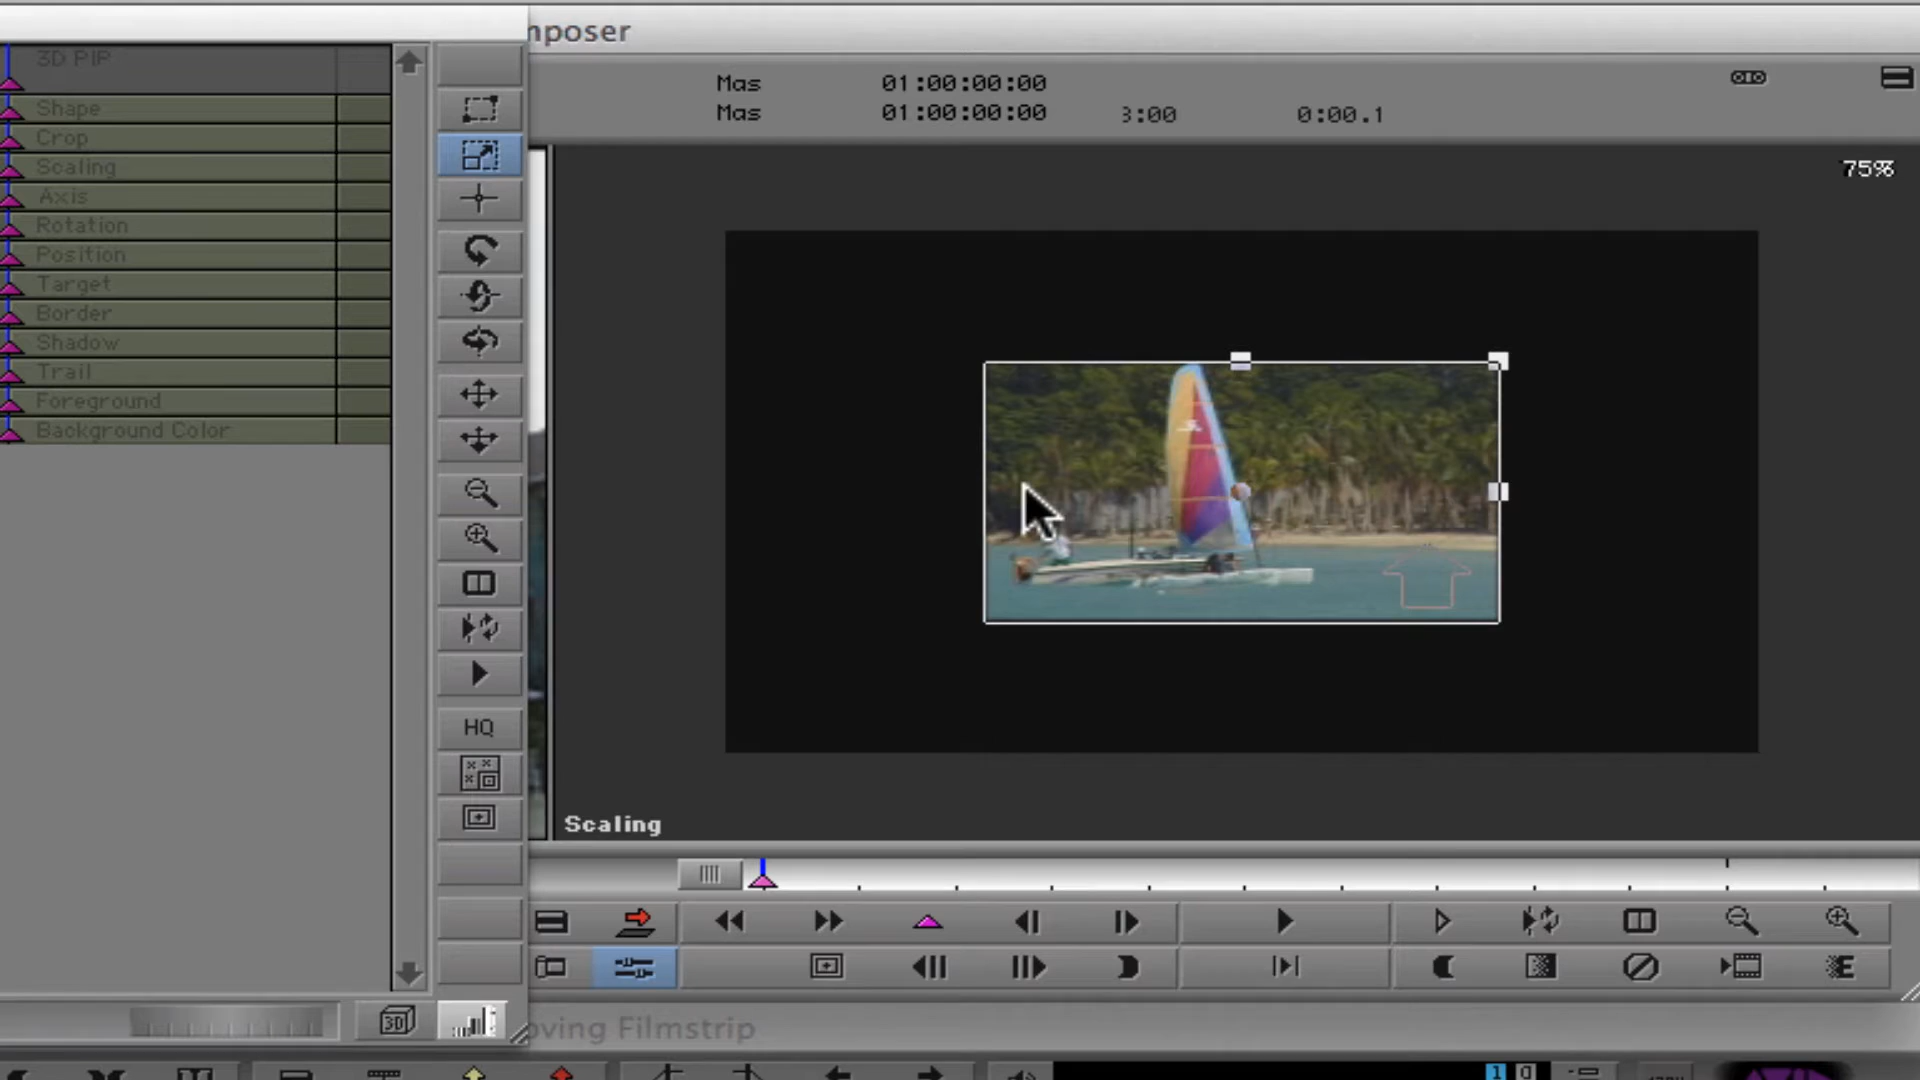 mposer
3D PIP
Shape
Crop
Scaling
Axis
Rotation
Position
Target
Border
Shadow
Trail
Foreground
Background Color
HQ
3D
Mas 01:00:00:00
Mas 01:00:00:00 3:00 0:00.1
75%
Scaling
E
oving Filmstrip
1